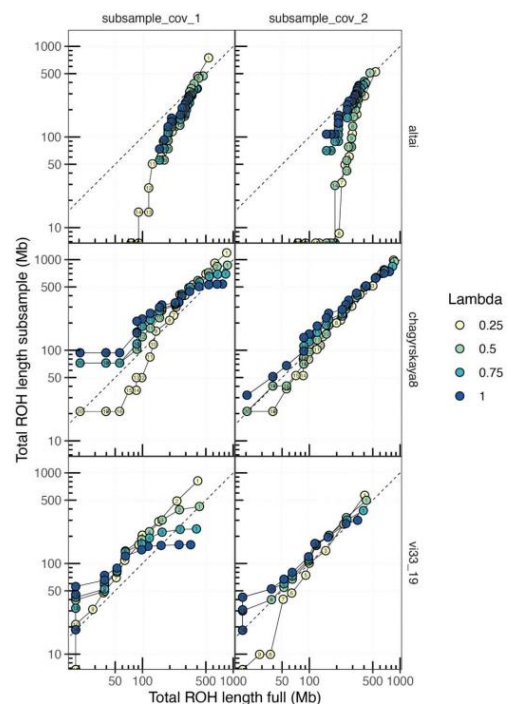 subsample_cov_1
subsample_cov_2
1000
500
100
50
10
altai
1000
500
100
50
10
chagyrskaya8
1000
500
100
50
10
vi33_19
Total ROH length subsample (Mb)
50 100 500 1000
50 100 500 1000
Total ROH length full (Mb)
Lambda
0.25
0.5
0.75
1